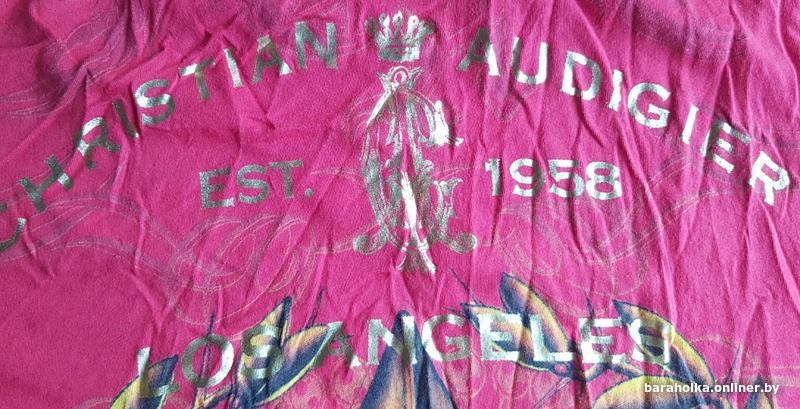 CHRISTIAN AUDIGIER
EST. 1958
LOS ANGELES
baraholka.onliner.by